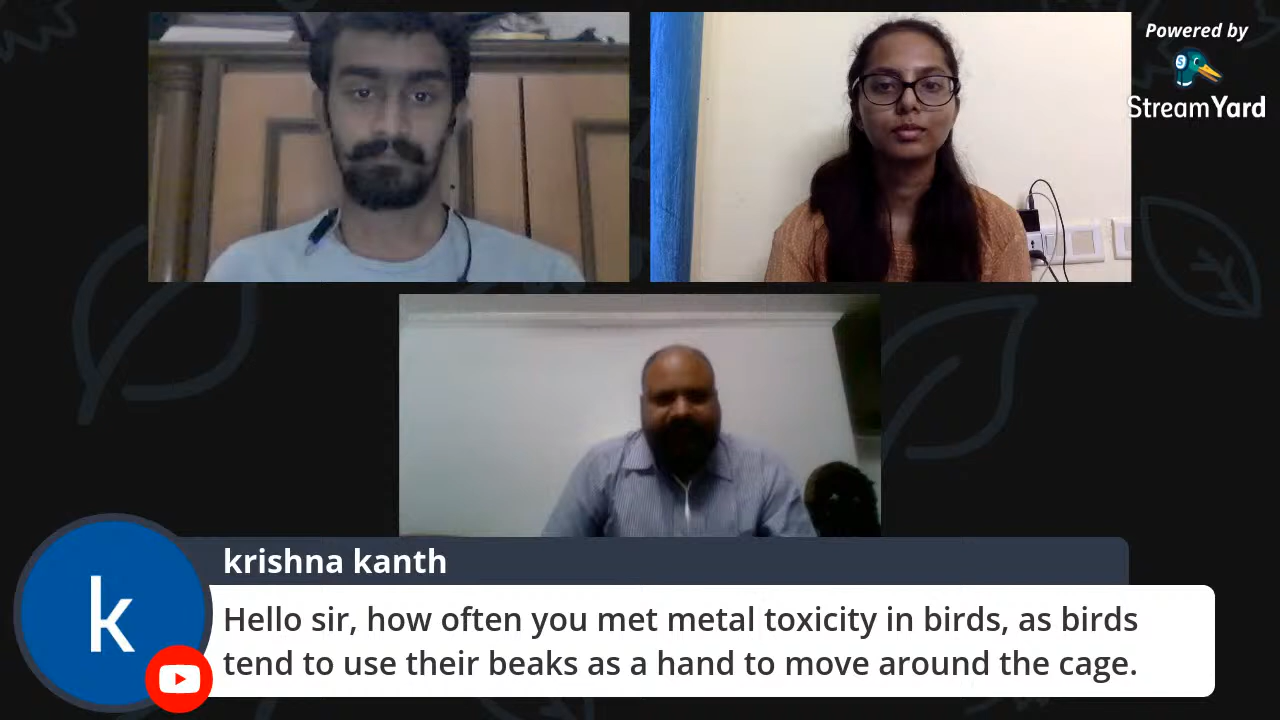 Powered by
StreamYard
krishna kanth
k
Hello sir, how often you met metal toxicity in birds, as birds
tend to use their beaks as a hand to move around the cage.